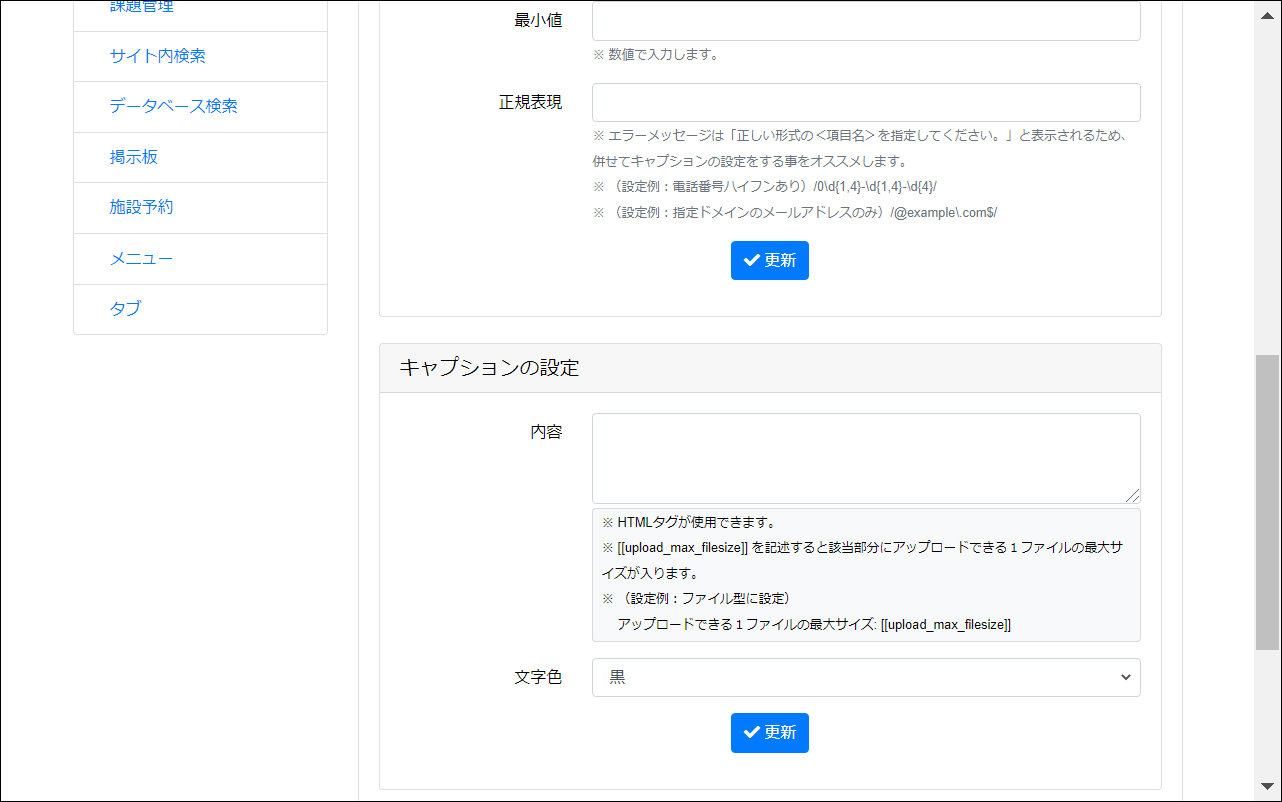 課題管理
サイト内検索
データベース検索
掲示板
施設予約
メニュー
タブ
最小値
※ 数値で入力します。
正規表現
※ エラーメッセージは「正しい形式の＜項目名＞を指定してください。」と表示されるため、
併せてキャプションの設定をする事をオススメします。
※ （設定例：電話番号ハイフンあり）/0\d{1,4}-\d{1,4}-\d{4}/
※ （設定例：指定ドメインのメールアドレスのみ）/@example\.com$/
更新
キャプションの設定
内容
※ HTMLタグが使用できます。
※ [[upload_max_filesize]] を記述すると該当部分にアップロードできる１ファイルの最大サ
イズが入ります。
※ （設定例：ファイル型に設定）
アップロードできる１ファイルの最大サイズ: [[upload_max_filesize]]
文字色
黒
更新